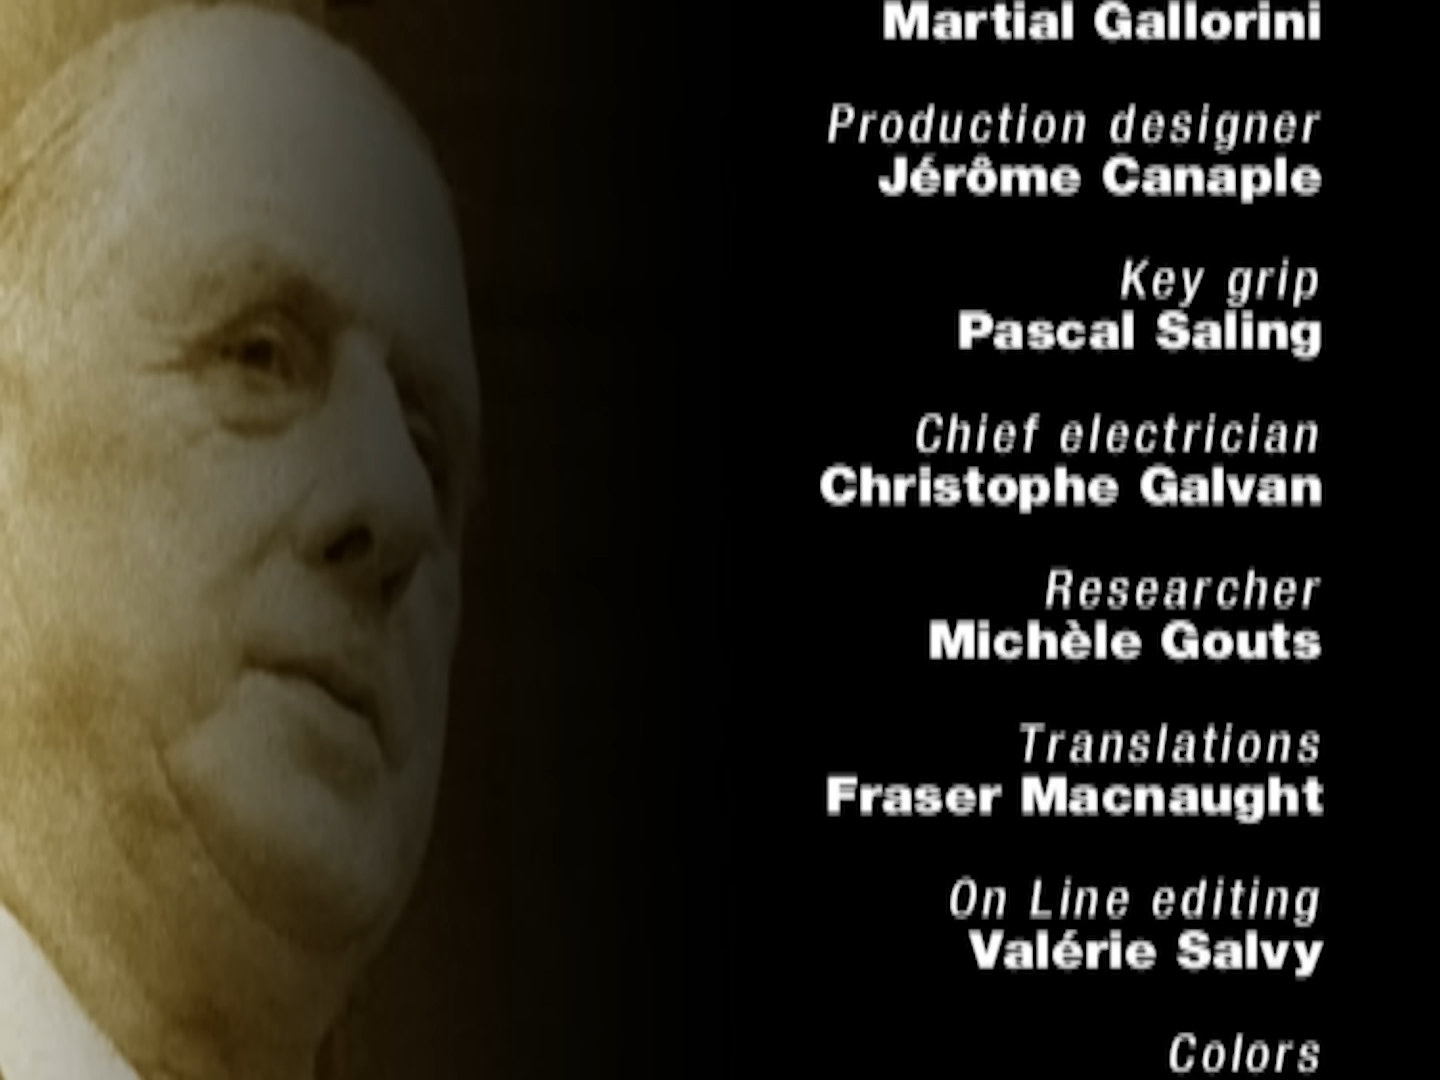 Martial Gallorini
Production designer
Jérôme Canaple
Key grip
Pascal Saling
Chief electrician
Christophe Galvan
Researcher
Michèle Gouts
Translations
Fraser Macnaught
On Line editing
Valérie Salvy
Colors